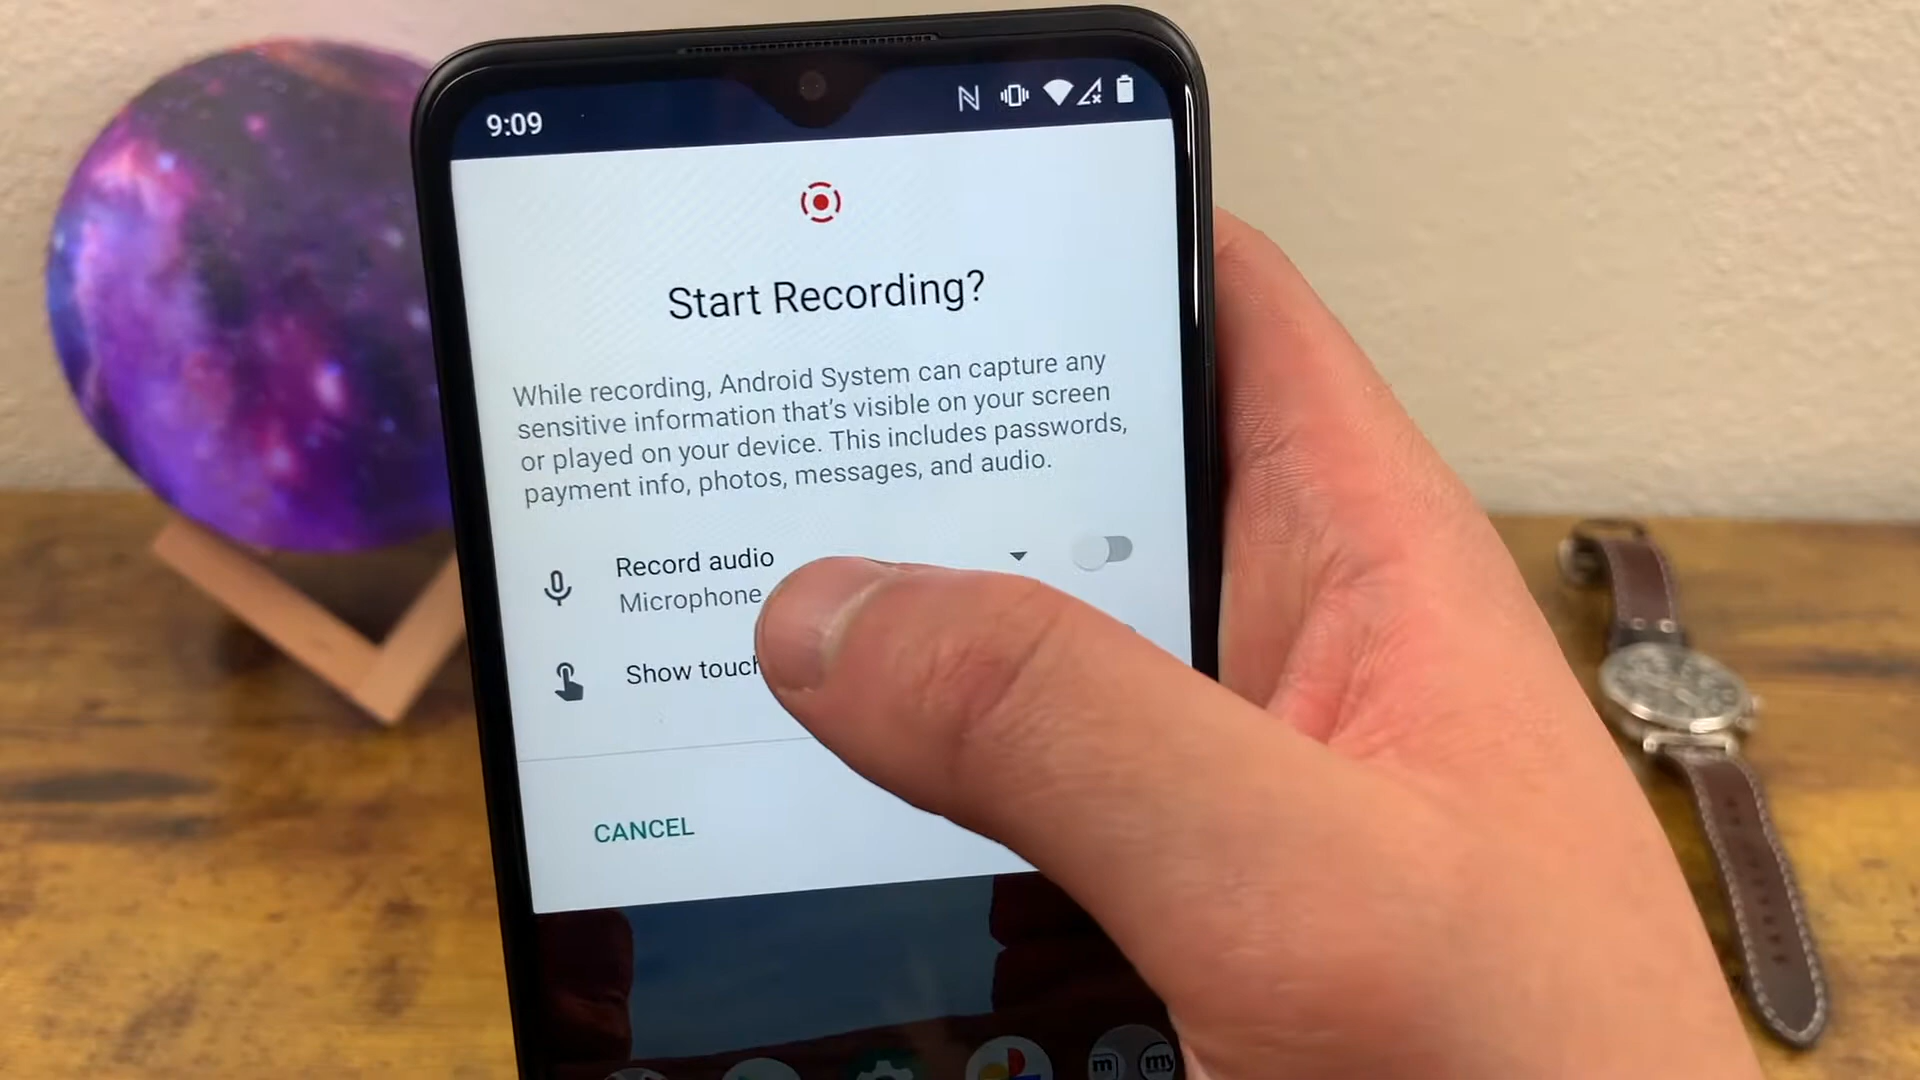 9:09
Start Recording?
While recording, Android System can capture any
sensitive information that's visible on your screen
or played on your device. This includes passwords,
payment info, photos, messages, and audio.
Record audio
Microphone
Show touch
CANCEL
m
my